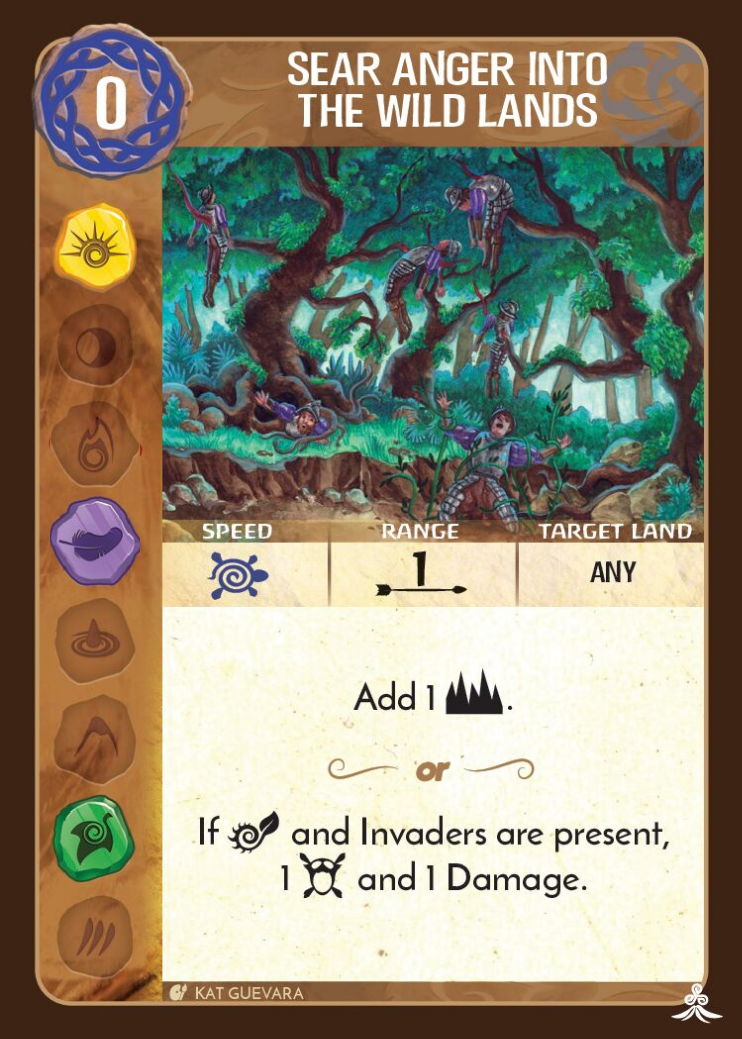 0
SEAR ANGER INTO
THE WILD LANDS
SPEED RANGE TARGET LAND
1 ANY
Add 1 .
or
If and Invaders are present,
1 and 1 Damage.
KAT GUEVARA